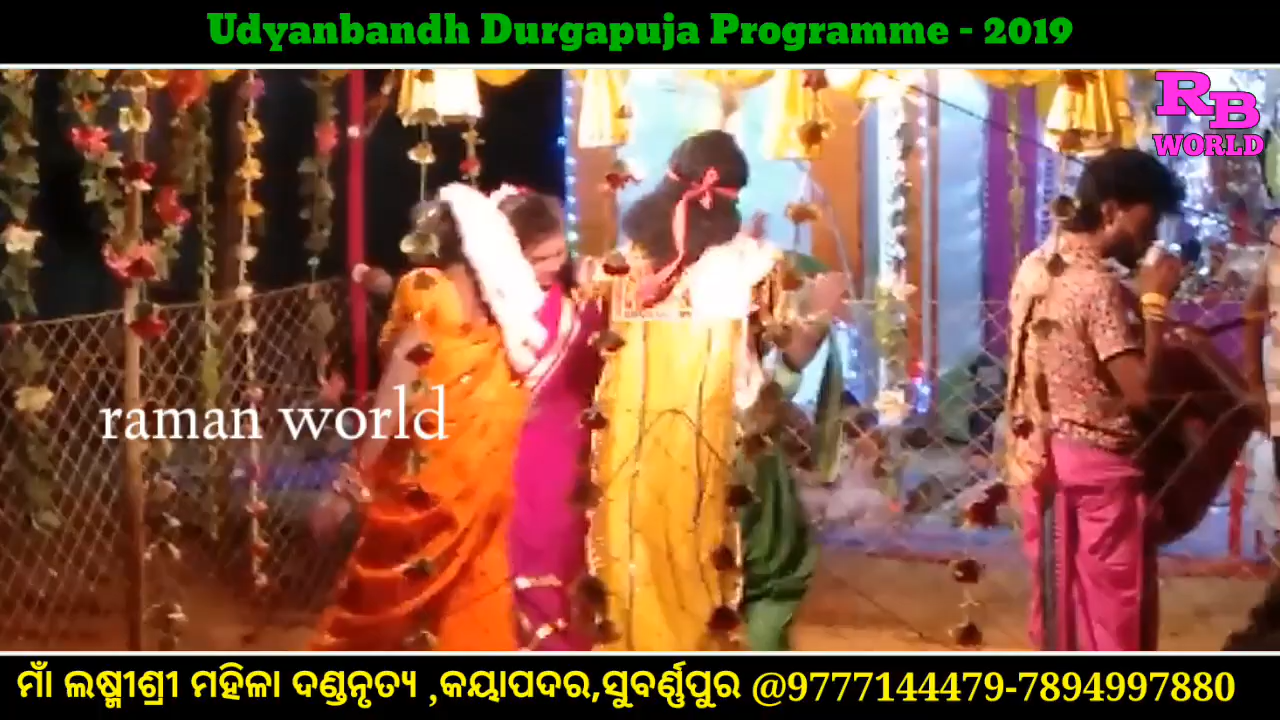 Udyanbandh Durgapuja Programme - 2019
RB
WORLD
raman world
ମାଁ ଲକ୍ଷ୍ମୀଶ୍ରୀ ମହିଳା ଦଣ୍ଡନୃତ୍ୟ ,କୟାପଦର,ସୁବର୍ଣ୍ଣପୁର @9777144479-7894997880